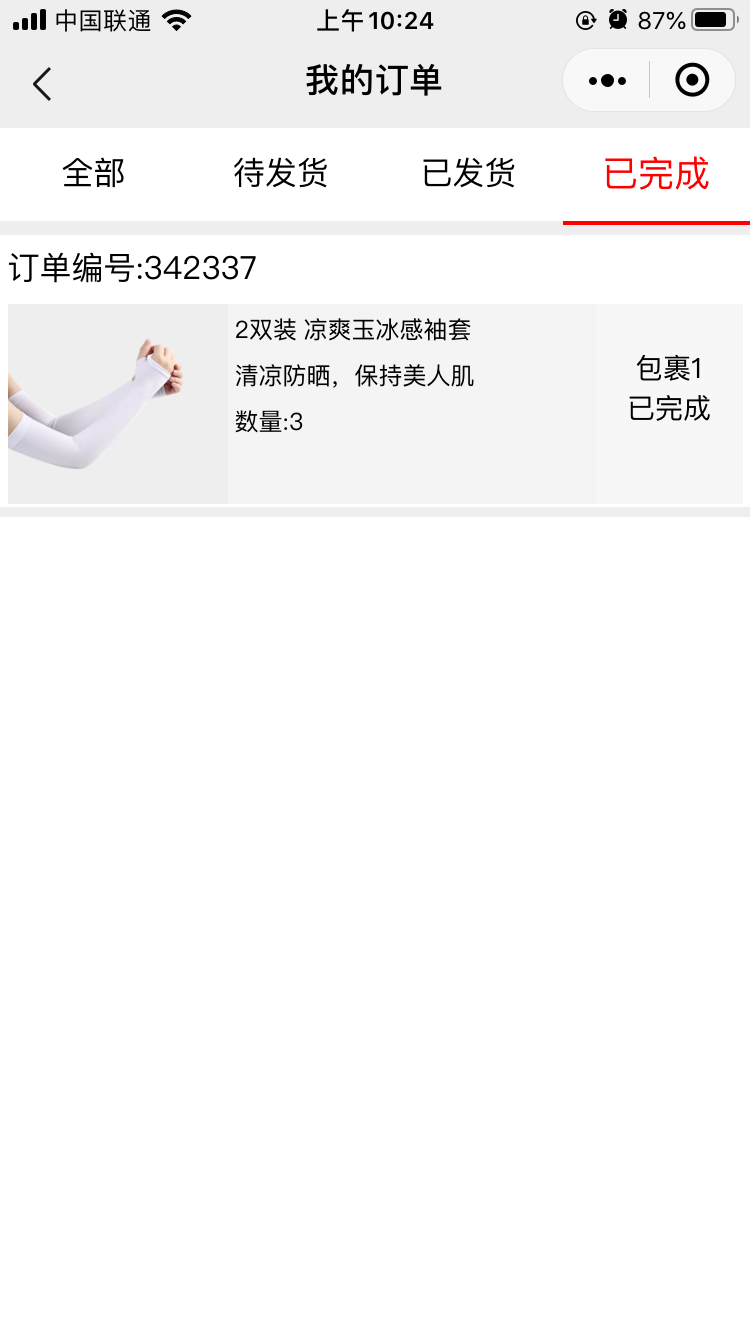 中国联通 上午10:24 87%
我的订单
全部 待发货 已发货 已完成
订单编号:342337
2双装 凉爽玉冰感袖套
清凉防晒，保持美人肌
数量:3
包裹1
已完成